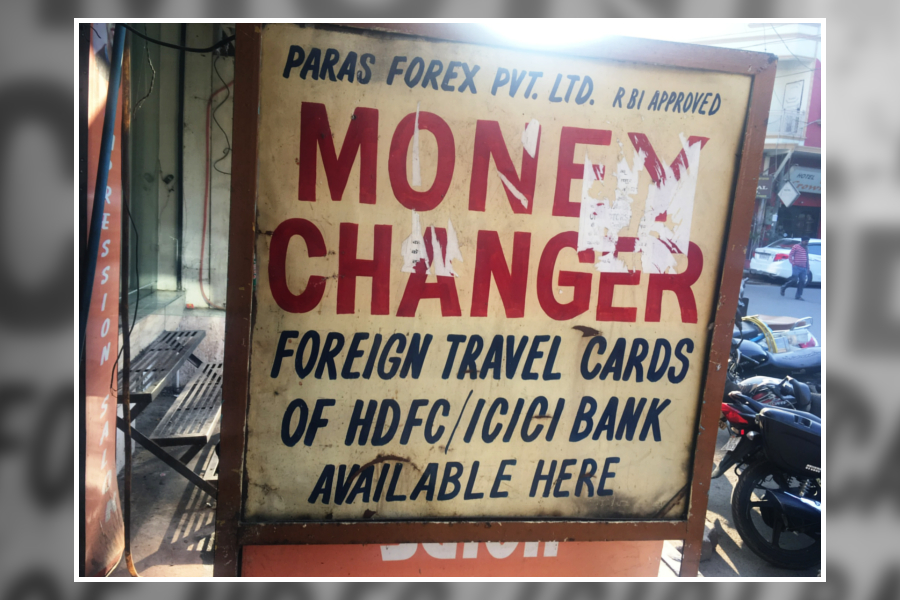 PARAS FOREX PVT. LTD. RBI APPROVED
MONEY
CHANGER
FOREIGN TRAVEL CARDS
OF HDFC/ICICI BANK
AVAILABLE HERE